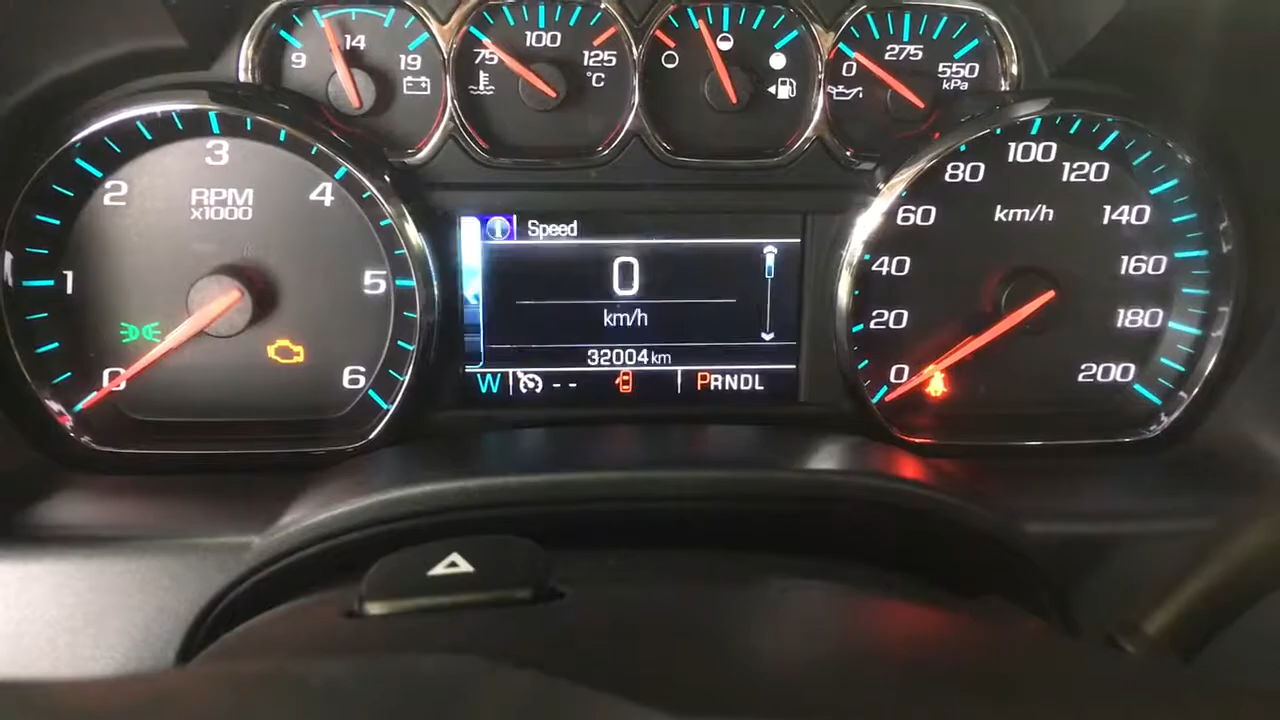 9 14 19
75 100 125
°C
0 275 550
kPa
0 1 2 3 4 5 6
RPM
x1000
Speed
0
km/h
32004 km
W -- PRNDL
0 20 40 60 80 100 120 140 160 180 200
km/h